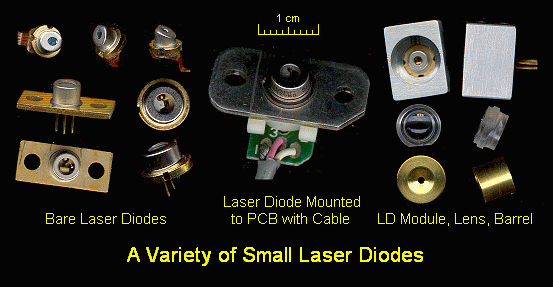 1 cm
Bare Laser Diodes
Laser Diode Mounted
to PCB with Cable
LD Module, Lens, Barrel
A Variety of Small Laser Diodes